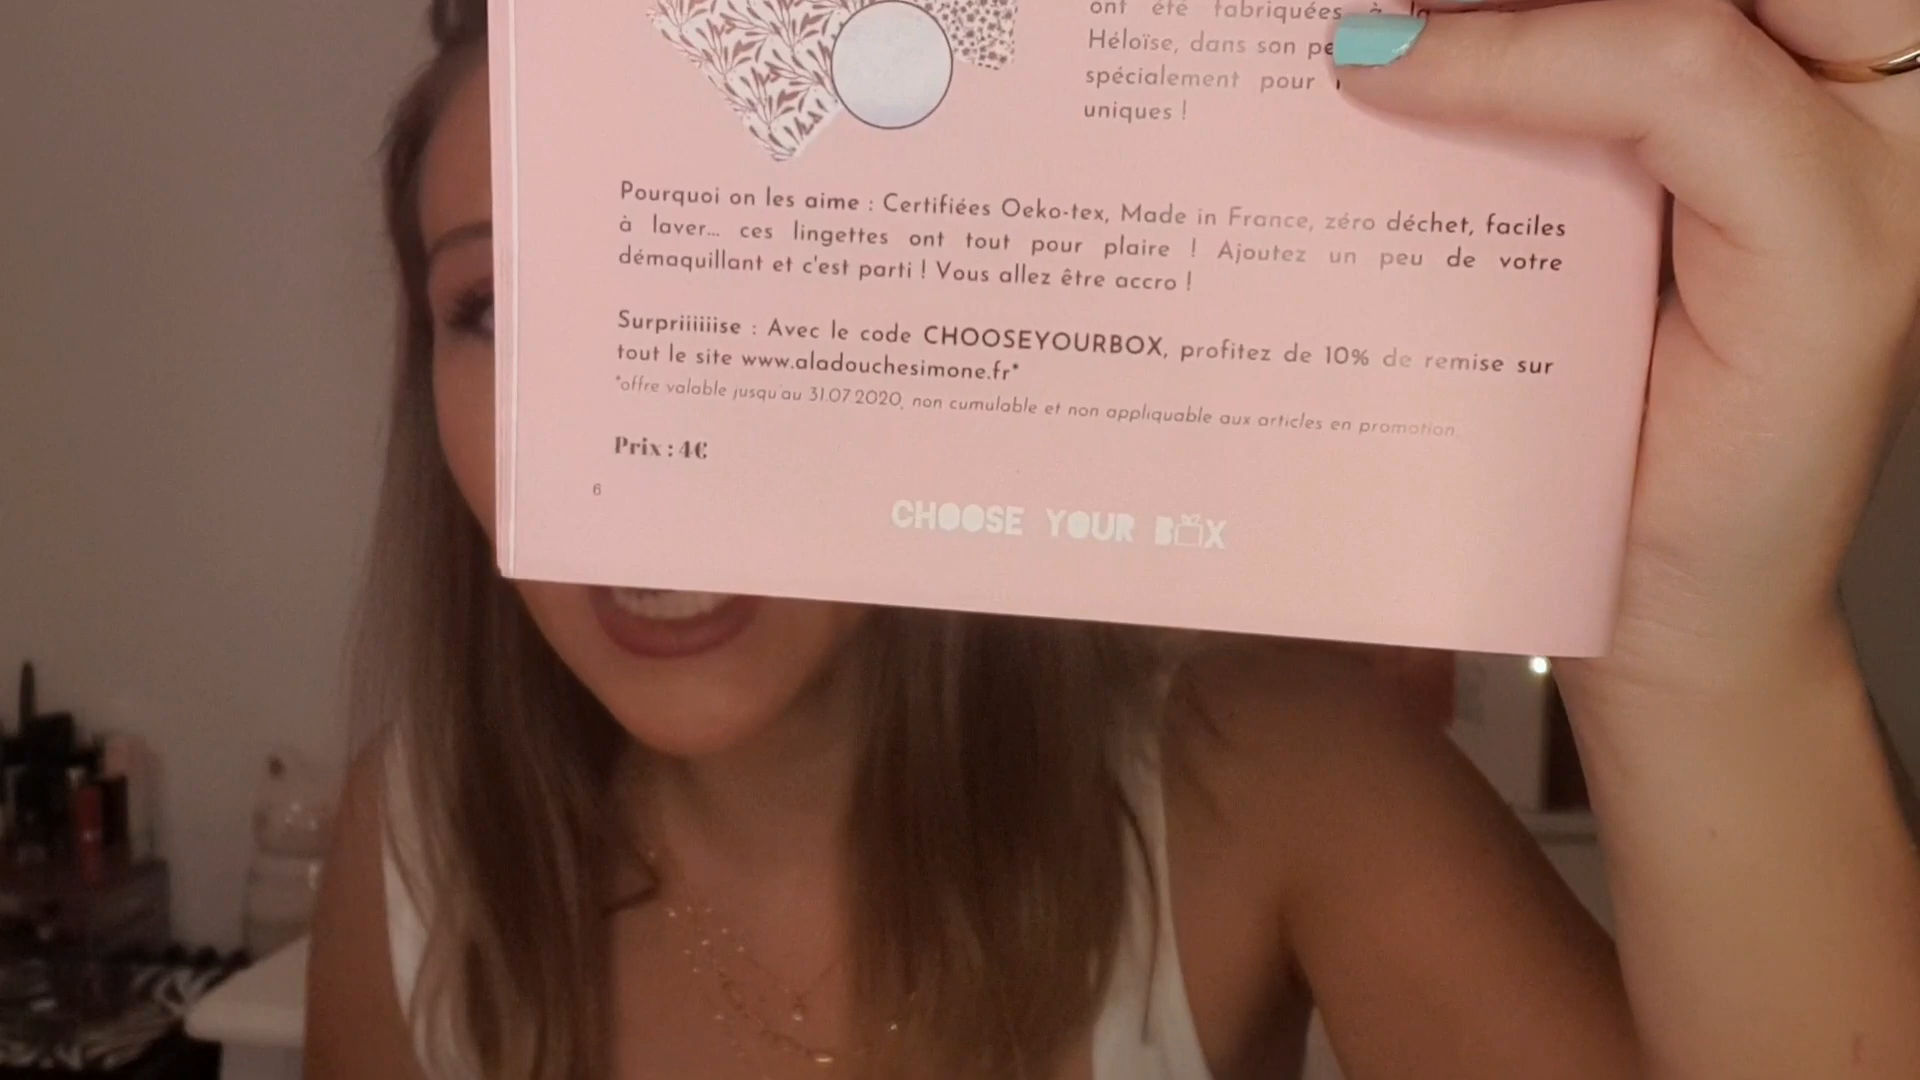 ont été fabriquées à la
Héloïse, dans son
spécialement pour
uniques !
Pourquoi on les aime : Certifiées Oeko-tex, Made in France, zéro déchet, faciles
à laver... ces lingettes ont tout pour plaire ! Ajoutez un peu de votre
démaquillant et c'est parti ! Vous allez être accro !
Surpriiiiiise : Avec le code CHOOSEYOURBOX, profitez de 10% de remise sur
tout le site www.aladouchesimone.fr*
*offre valable jusqu'au 31.07.2020, non cumulable et non appliquable aux articles en promotion.
Prix : 4€
6
CHOOSE YOUR BOX